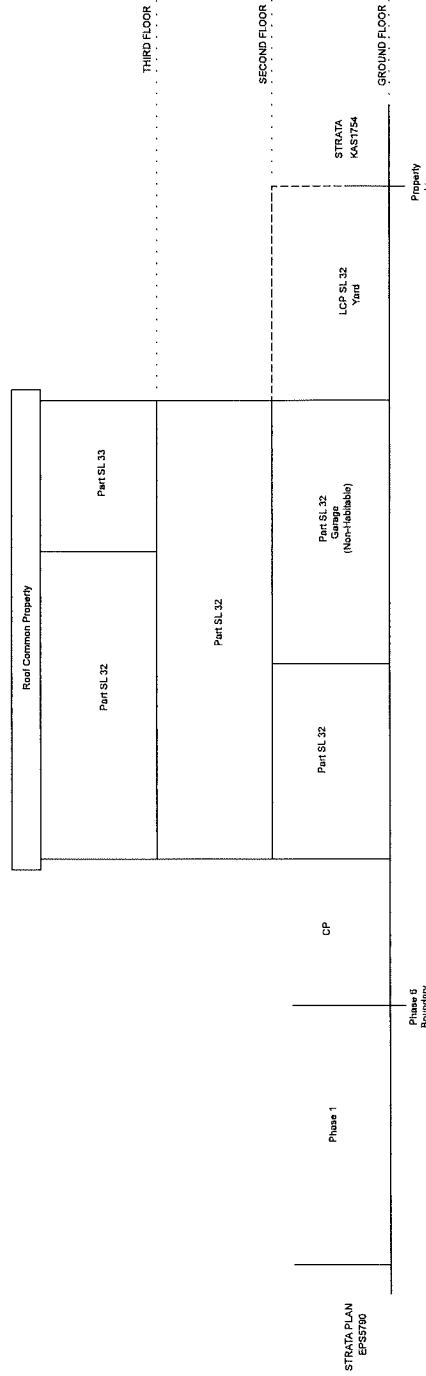 THIRD FLOOR
SECOND FLOOR
GROUND FLOOR
Roof Common Property
Part SL 32
Part SL 33
Part SL 32
Part SL 32
Part SL 32
Garage
(Non-Habitable)
LCP SL 32
Yard
STRATA
KAS1754
CP
Phase 1
STRATA PLAN
EPS5790
Phase 6
Boundary
Property